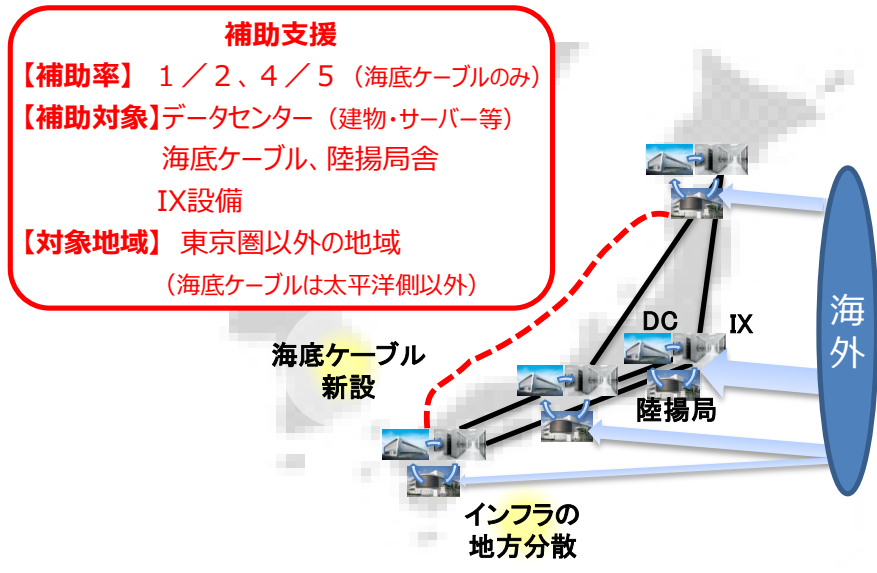 補助支援
【補助率】 １／２、４／５（海底ケーブルのみ）
【補助対象】データセンター（建物・サーバー等）
海底ケーブル、陸揚局舎
IX設備
【対象地域】 東京圏以外の地域
（海底ケーブルは太平洋側以外）
海底ケーブル
新設
DC
IX
陸揚局
海外
インフラの
地方分散